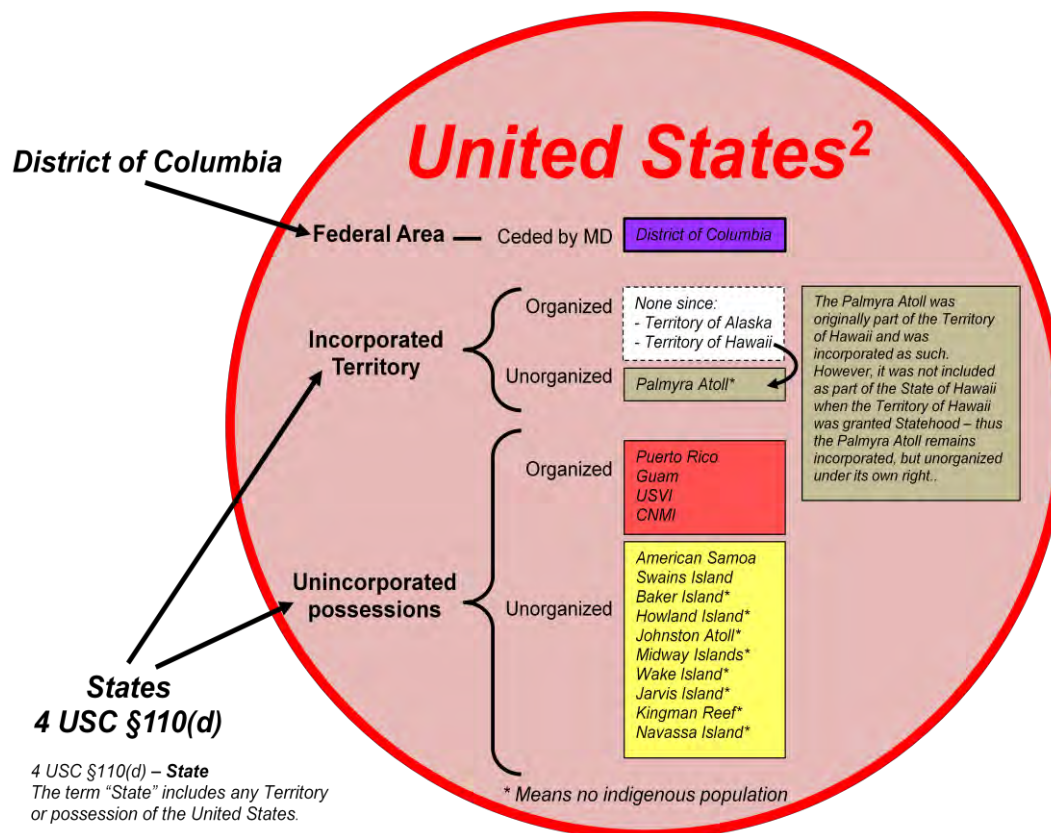 United States²
District of Columbia
Federal Area
Ceded by MD
District of Columbia
Incorporated
Territory
Organized
None since:
- Territory of Alaska
- Territory of Hawaii
Unorganized
Palmyra Atoll*
The Palmyra Atoll was
originally part of the Territory
of Hawaii and was
incorporated as such.
However, it was not included
as part of the State of Hawaii
when the Territory of Hawaii
was granted Statehood – thus
the Palmyra Atoll remains
incorporated, but unorganized
under its own right..
Unincorporated
possessions
Organized
Puerto Rico
Guam
USVI
CNMI
Unorganized
American Samoa
Swains Island
Baker Island*
Howland Island*
Johnston Atoll*
Midway Islands*
Wake Island*
Jarvis Island*
Kingman Reef*
Navassa Island*
States
4 USC §110(d)
4 USC §110(d) – State
The term “State” includes any Territory
or possession of the United States.
* Means no indigenous population